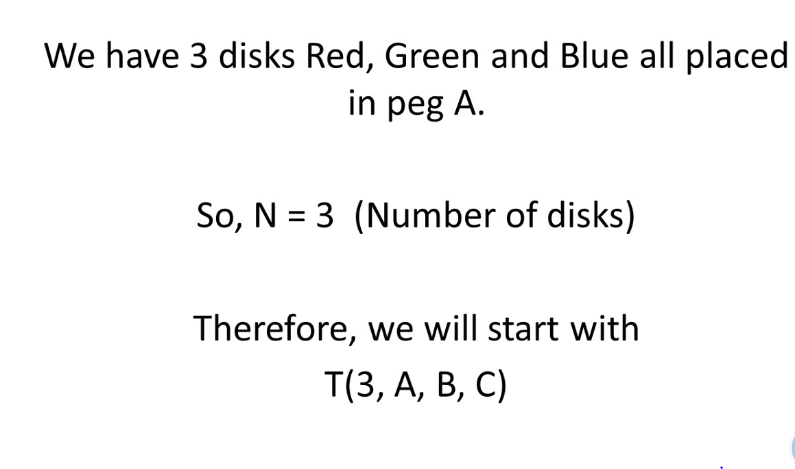 We have 3 disks Red, Green and Blue all placed
in peg A.
So, N = 3 (Number of disks)
Therefore, we will start with
T(3, A, B, C)